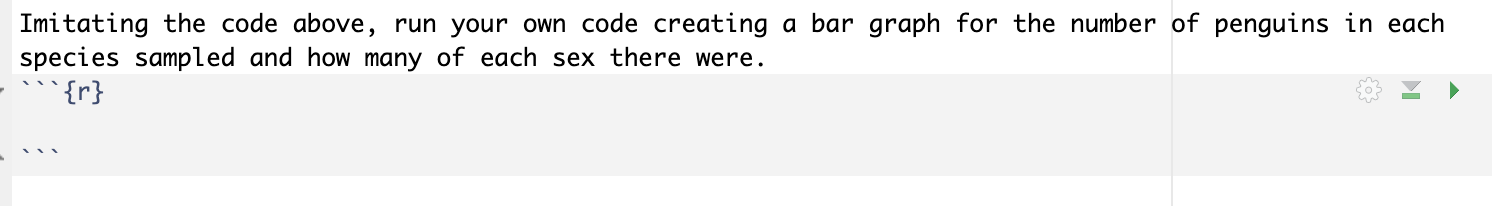 Imitating the code above, run your own code creating a bar graph for the number of penguins in each
species sampled and how many of each sex there were.
```{r}
```